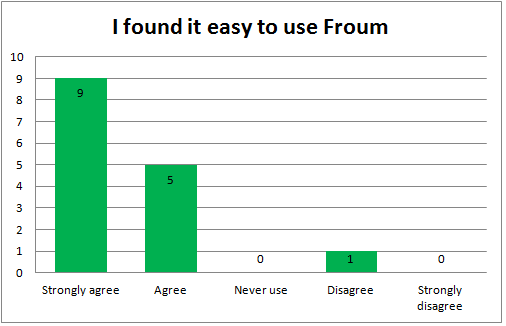 I found it easy to use Froum
10
9
8
7
6
5
4
3
2
1
0
9
5
0
1
0
Strongly agree
Agree
Never use
Disagree
Strongly
disagree